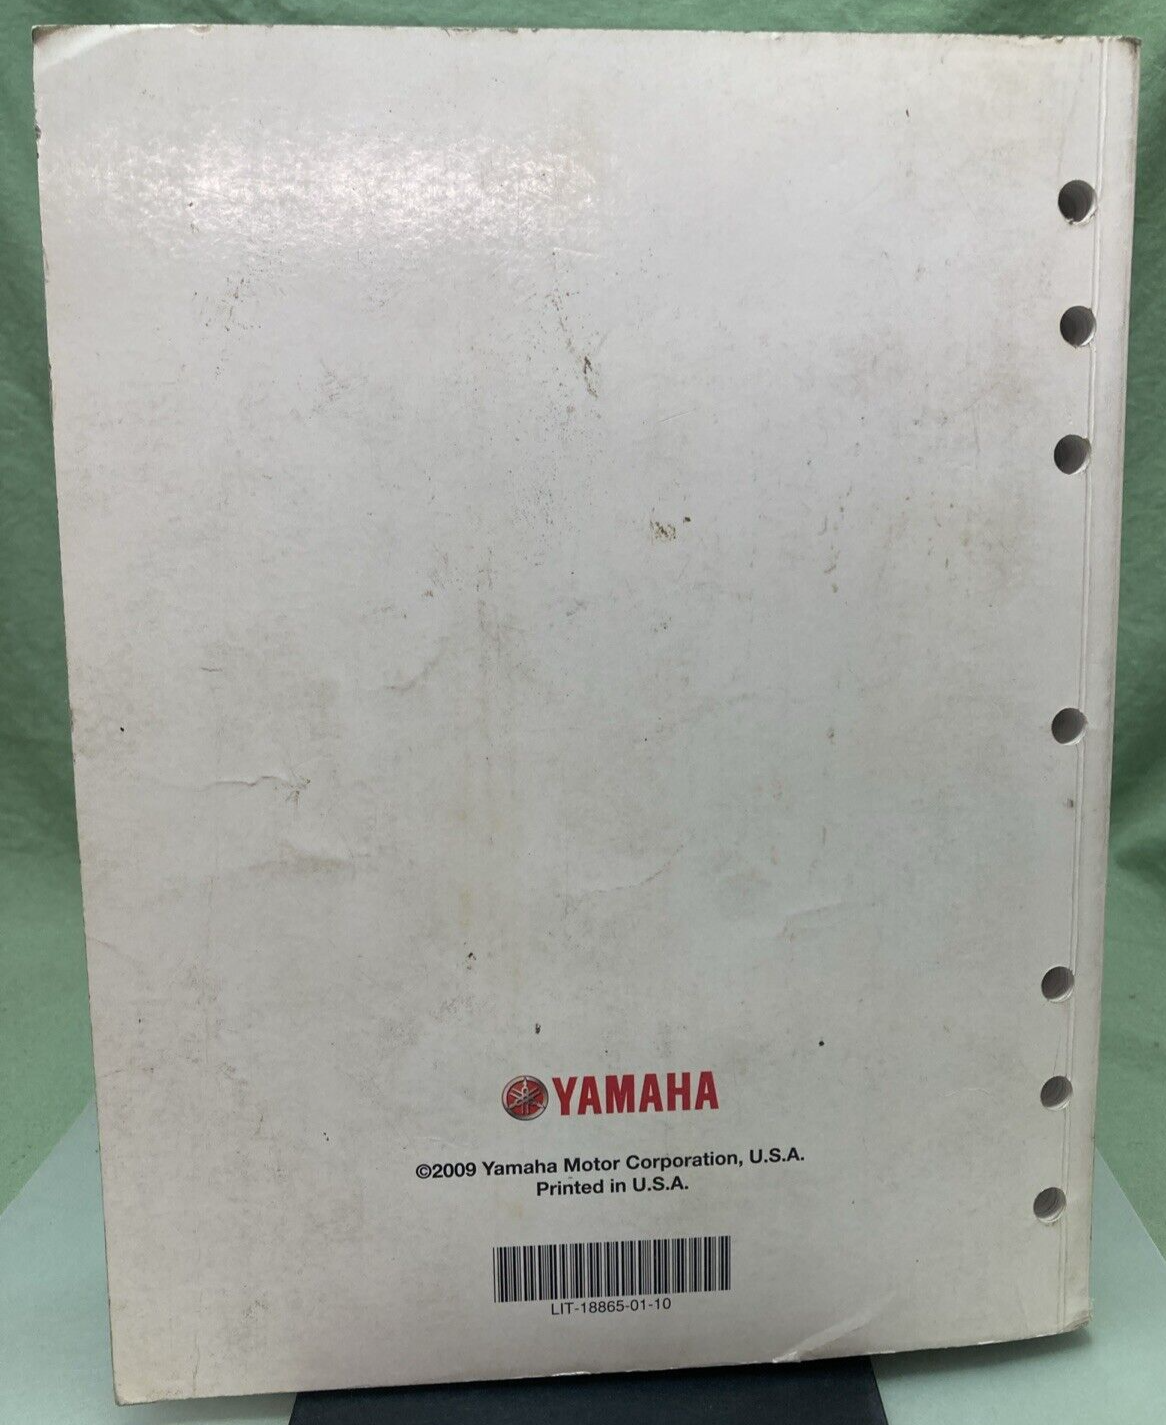 YAMAHA
©2009 Yamaha Motor Corporation, U.S.A.
Printed in U.S.A.
LIT-18865-01-10